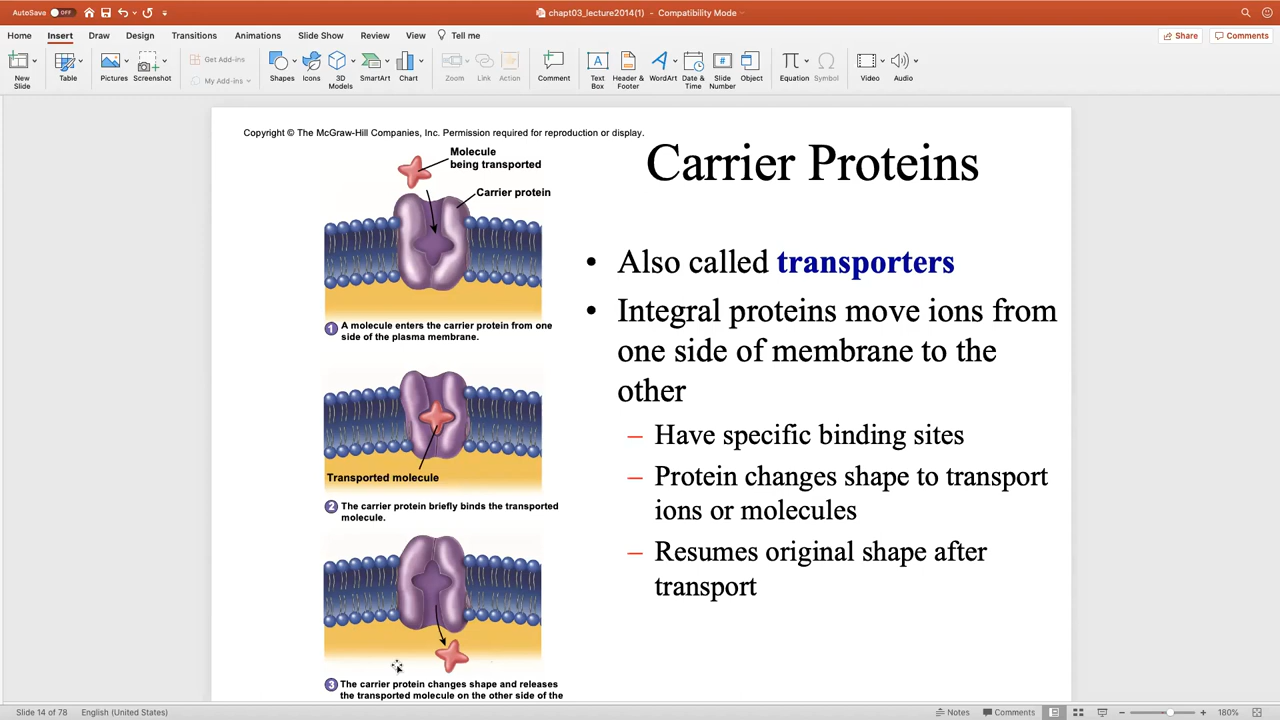 AutoSave OFF
chapt03_lecture2014(1) - Compatibility Mode
Home Insert Draw Design Transitions Animations Slide Show Review View Tell me
Share Comments
New Slide
Table
Pictures
Screenshot
Get Add-ins
My Add-ins
Shapes
Icons
3D Models
SmartArt
Chart
Zoom
Link
Action
Comment
Text Box
Header & Footer
WordArt
Date & Time
Slide Number
Object
Equation
Symbol
Video
Audio
Copyright © The McGraw-Hill Companies, Inc. Permission required for reproduction or display.
Molecule
being transported
Carrier protein
1 A molecule enters the carrier protein from one
side of the plasma membrane.
Transported molecule
2 The carrier protein briefly binds the transported
molecule.
3 The carrier protein changes shape and releases
the transported molecule on the other side of the
Carrier Proteins
• Also called transporters
• Integral proteins move ions from
one side of membrane to the
other
– Have specific binding sites
– Protein changes shape to transport
ions or molecules
– Resumes original shape after
transport
Slide 14 of 78 English (United States)
Notes Comments 180%